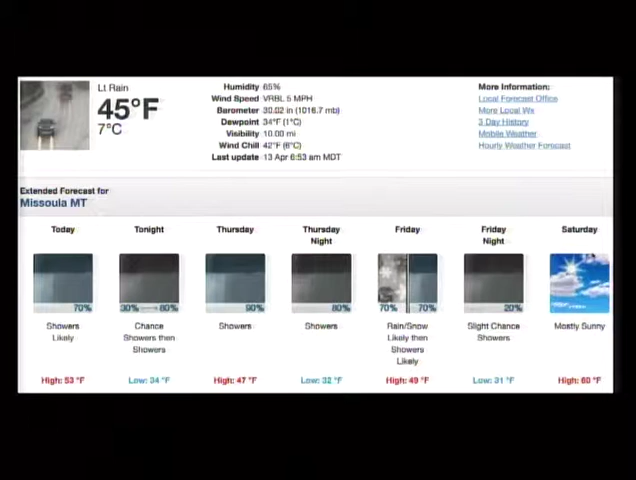 Lt Rain
45°F
7°C
Humidity 65%
Wind Speed VRBL 5 MPH
Barometer 30.02 in (1016.7 mb)
Dewpoint 34°F (1°C)
Visibility 10.00 mi
Wind Chill 42°F (6°C)
Last update 13 Apr 6:53 am MDT
More Information:
Local Forecast Office
More Local Wx
3 Day History
Mobile Weather
Hourly Weather Forecast
Extended Forecast for
Missoula MT
Today
70%
Showers
Likely
High: 53 °F
Tonight
30% 80%
Chance
Showers then
Showers
Low: 34 °F
Thursday
90%
Showers
High: 47 °F
Thursday
Night
80%
Showers
Low: 32 °F
Friday
70% 70%
Rain/Snow
Likely then
Showers
Likely
High: 49 °F
Friday
Night
20%
Slight Chance
Showers
Low: 31 °F
Saturday
Mostly Sunny
High: 60 °F